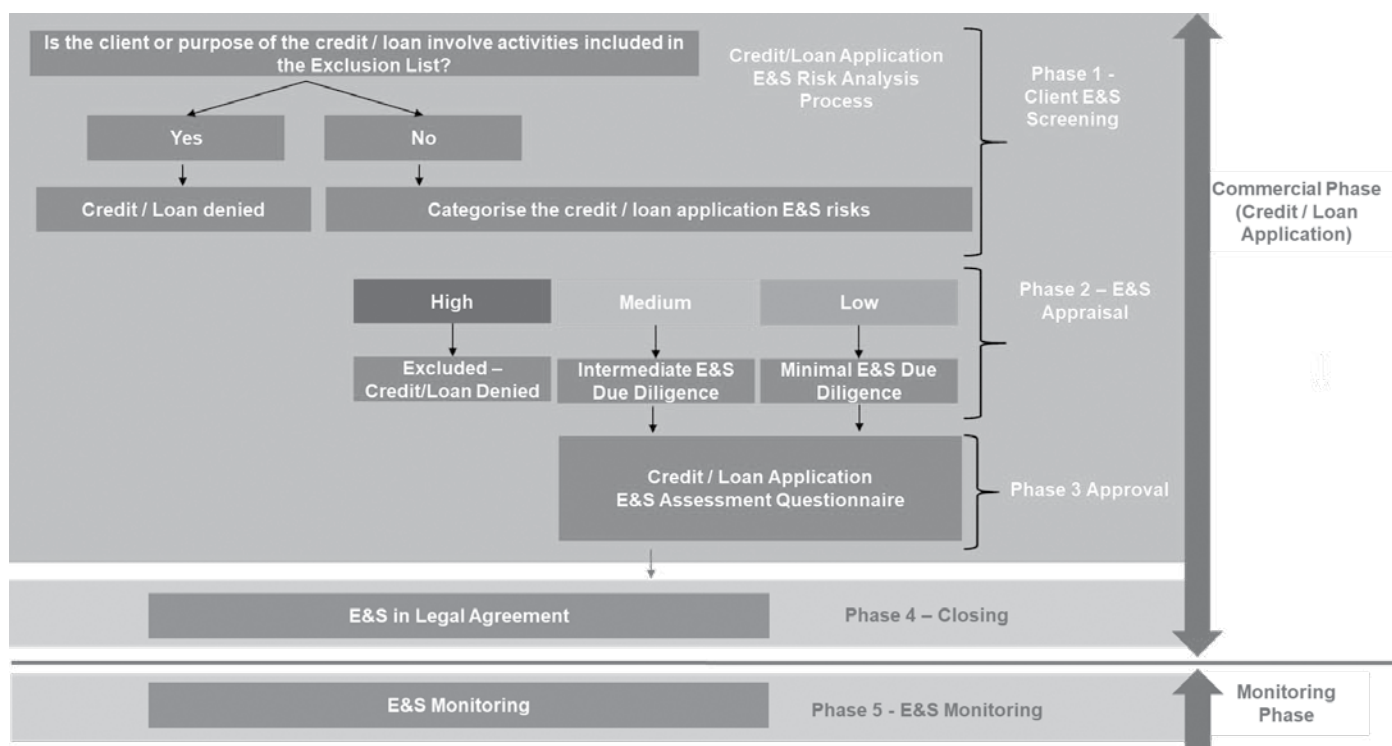 Is the client or purpose of the credit / loan involve activities included in
the Exclusion List?
Credit/Loan Application
E&S Risk Analysis
Process
Phase 1 -
Client E&S
Screening
Yes
No
Credit / Loan denied
Categorise the credit / loan application E&S risks
Commercial Phase
(Credit / Loan
Application)
High
Medium
Low
Phase 2 – E&S
Appraisal
Excluded –
Credit/Loan Denied
Intermediate E&S
Due Diligence
Minimal E&S Due
Diligence
Credit / Loan Application
E&S Assessment Questionnaire
Phase 3 Approval
E&S in Legal Agreement
Phase 4 – Closing
E&S Monitoring
Phase 5 - E&S Monitoring
Monitoring
Phase